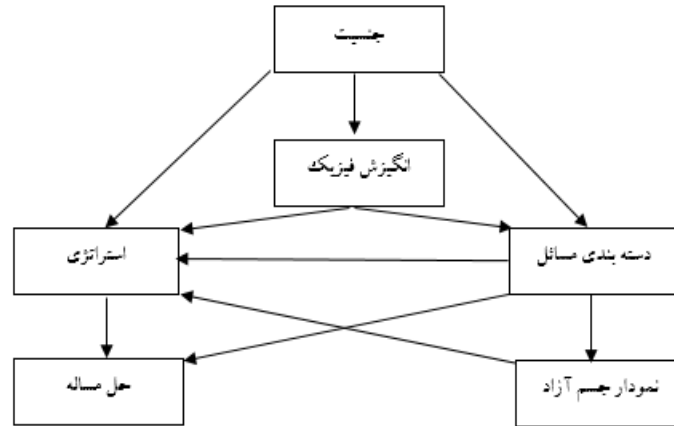 جنسیت
انگیزش فیزیک
دسته بندی مسائل
استراتژی
نمودار جسم آزاد
حل مساله